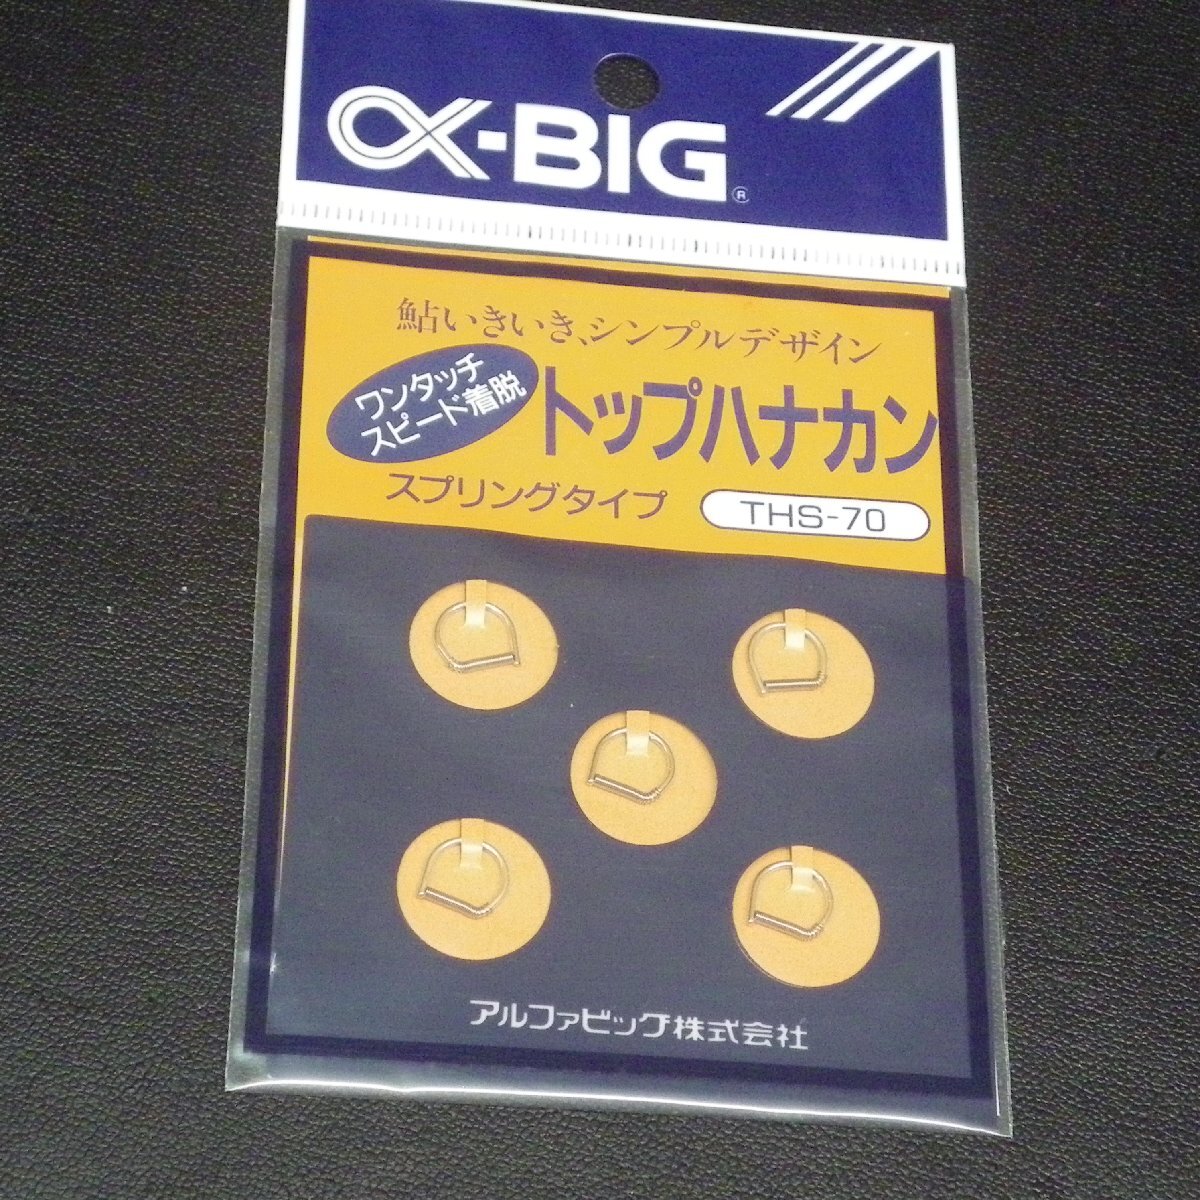 α-BIG®
鮎いきいき、シンプルデザイン
ワンタッチ
スピード着脱
トップハナカン
スプリングタイプ
THS-70
アルファビッグ株式会社